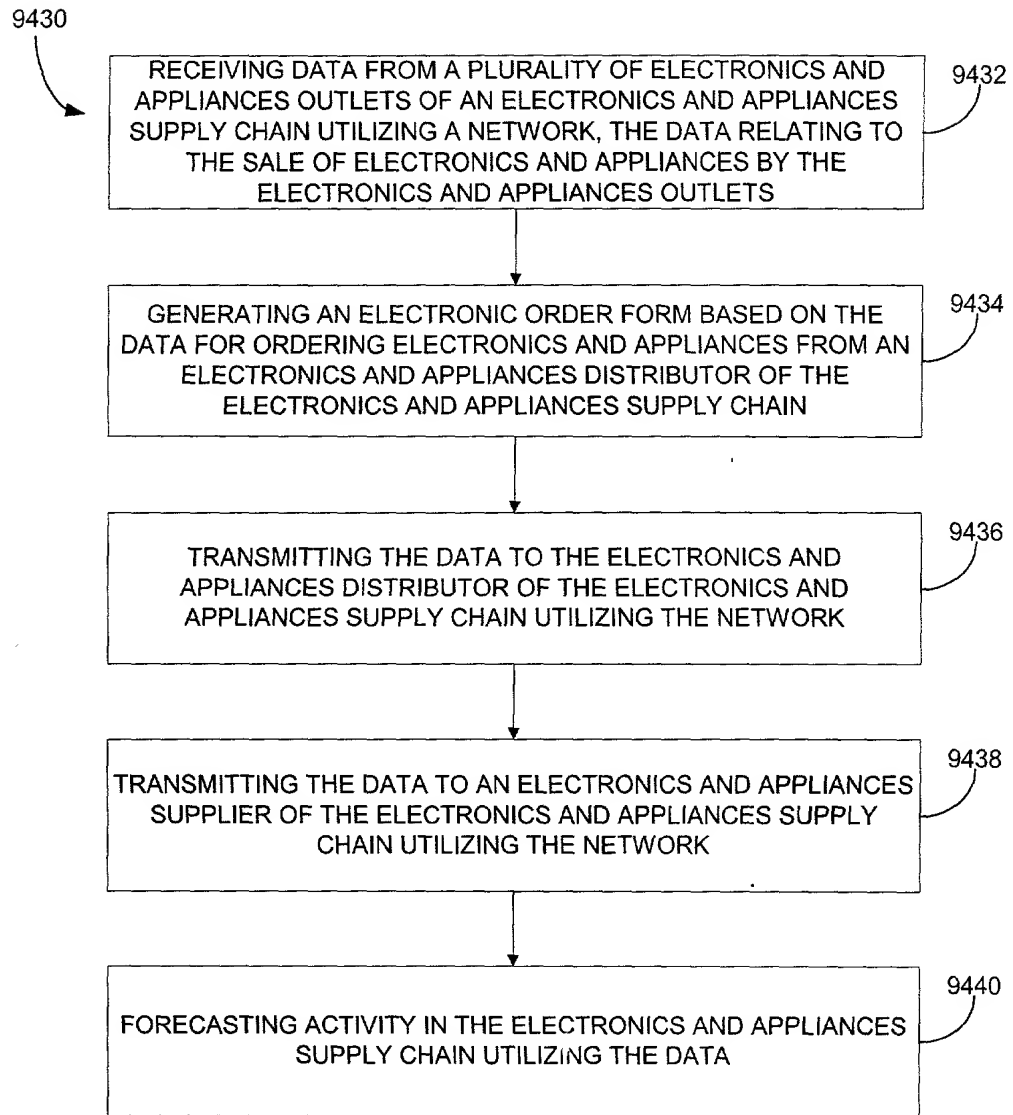 9430
RECEIVING DATA FROM A PLURALITY OF ELECTRONICS AND
APPLIANCES OUTLETS OF AN ELECTRONICS AND APPLIANCES
SUPPLY CHAIN UTILIZING A NETWORK, THE DATA RELATING TO
THE SALE OF ELECTRONICS AND APPLIANCES BY THE
ELECTRONICS AND APPLIANCES OUTLETS
9432
GENERATING AN ELECTRONIC ORDER FORM BASED ON THE
DATA FOR ORDERING ELECTRONICS AND APPLIANCES FROM AN
ELECTRONICS AND APPLIANCES DISTRIBUTOR OF THE
ELECTRONICS AND APPLIANCES SUPPLY CHAIN
9434
TRANSMITTING THE DATA TO THE ELECTRONICS AND
APPLIANCES DISTRIBUTOR OF THE ELECTRONICS AND
APPLIANCES SUPPLY CHAIN UTILIZING THE NETWORK
9436
TRANSMITTING THE DATA TO AN ELECTRONICS AND APPLIANCES
SUPPLIER OF THE ELECTRONICS AND APPLIANCES SUPPLY
CHAIN UTILIZING THE NETWORK
9438
FORECASTING ACTIVITY IN THE ELECTRONICS AND APPLIANCES
SUPPLY CHAIN UTILIZING THE DATA
9440